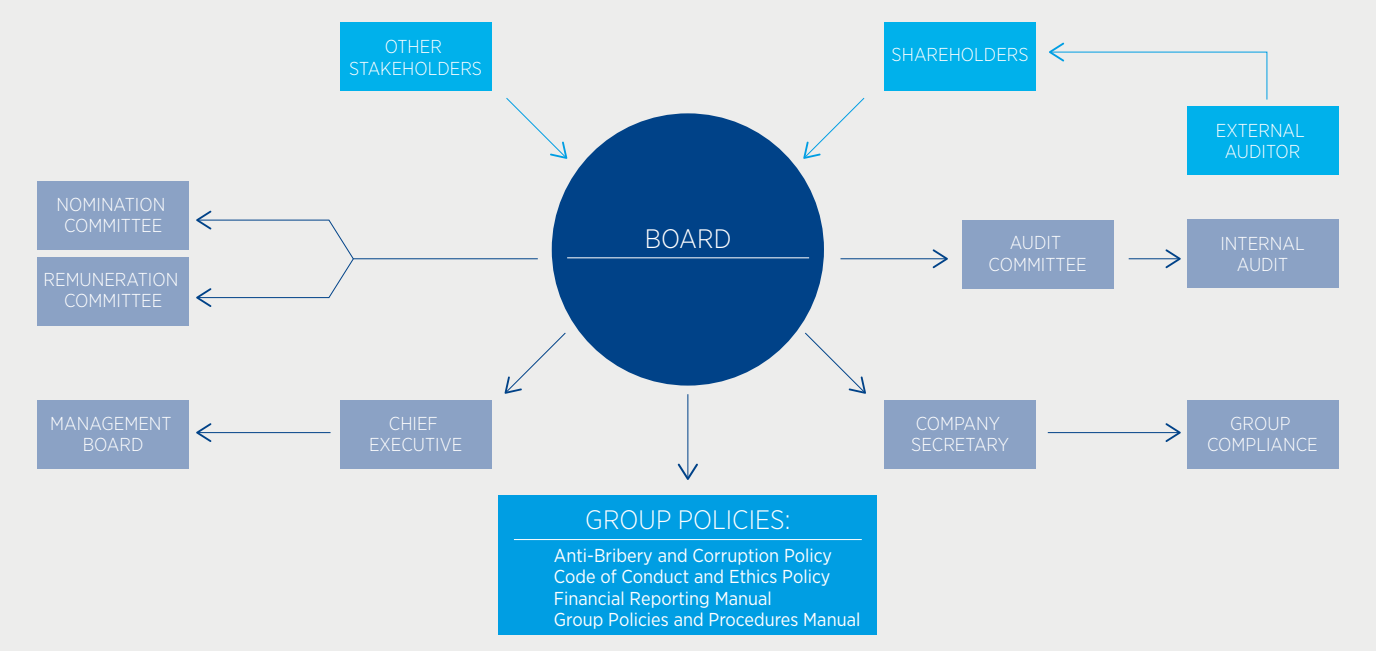 OTHER
STAKEHOLDERS
SHAREHOLDERS
EXTERNAL
AUDITOR
NOMINATION
COMMITTEE
REMUNERATION
COMMITTEE
BOARD
AUDIT
COMMITTEE
INTERNAL
AUDIT
MANAGEMENT
BOARD
CHIEF
EXECUTIVE
COMPANY
SECRETARY
GROUP
COMPLIANCE
GROUP POLICIES:
Anti-Bribery and Corruption Policy
Code of Conduct and Ethics Policy
Financial Reporting Manual
Group Policies and Procedures Manual